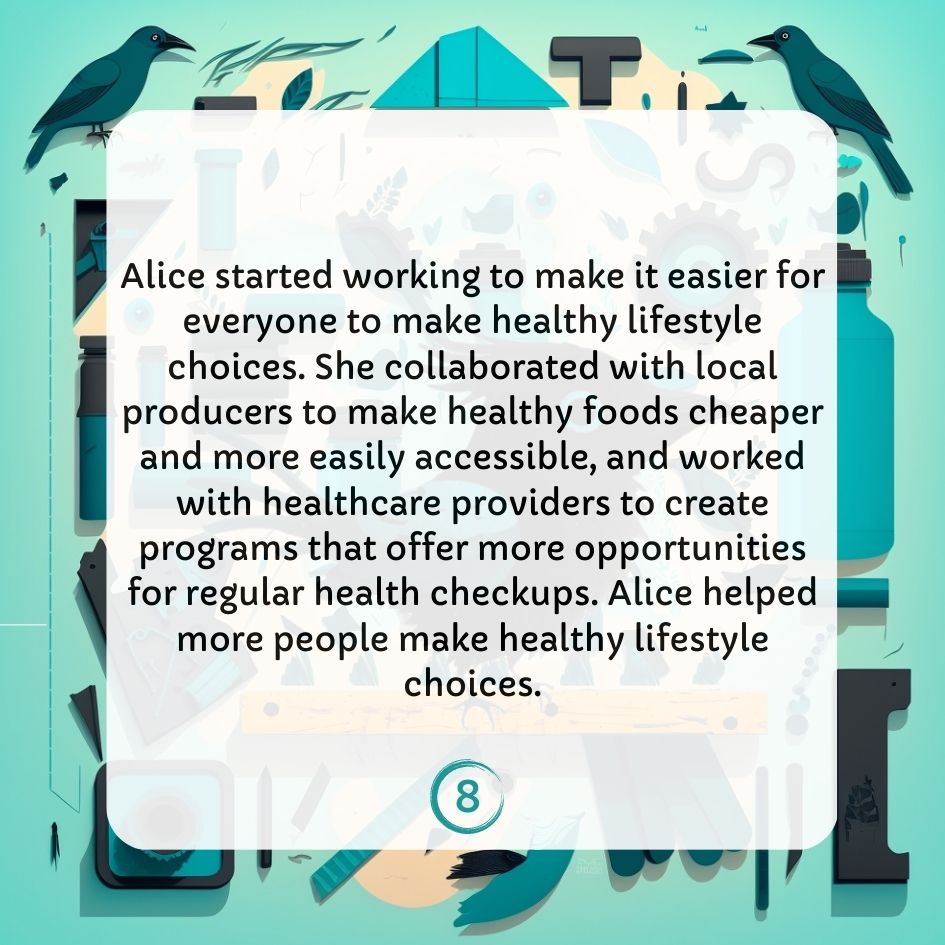 Alice started working to make it easier for
everyone to make healthy lifestyle
choices. She collaborated with local
producers to make healthy foods cheaper
and more easily accessible, and worked
with healthcare providers to create
programs that offer more opportunities
for regular health checkups. Alice helped
more people make healthy lifestyle
choices.
8